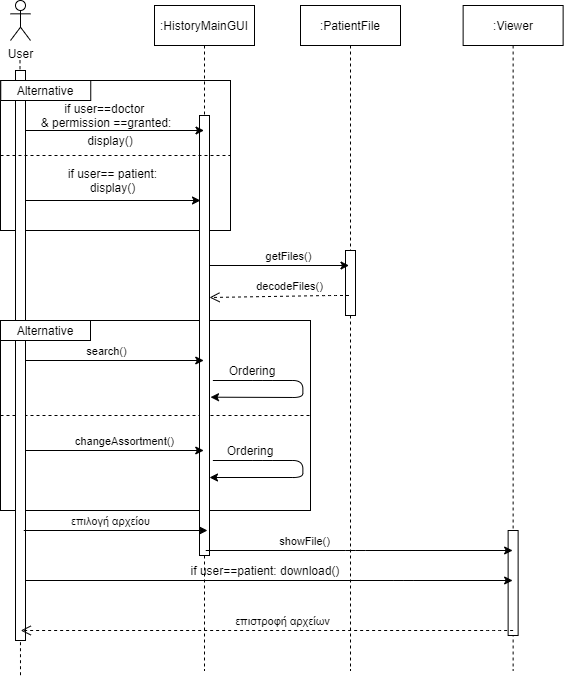 :HistoryMainGUI
:PatientFile
:Viewer
User
Alternative
if user==doctor
& permission ==granted:
display()
if user== patient:
display()
getFiles()
decodeFiles()
Alternative
search()
Ordering
changeAssortment()
Ordering
επιλογή αρχείου
showFile()
if user==patient: download()
επιστροφή αρχείων